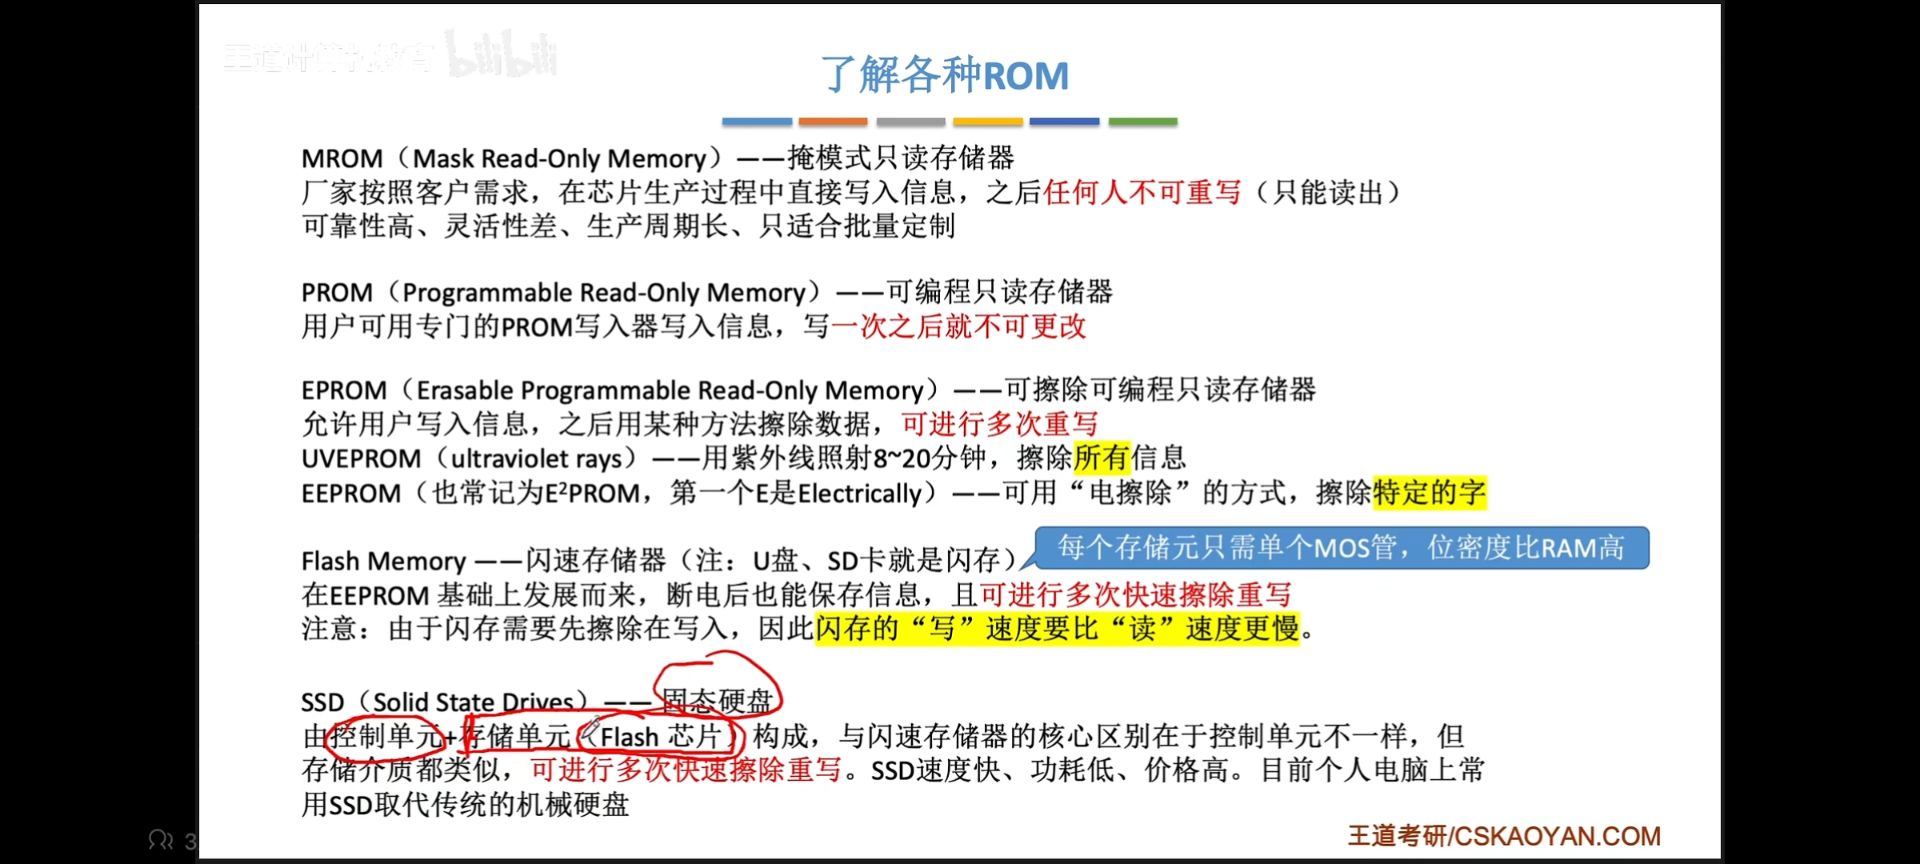 王道计算机教育 bilibili
了解各种ROM
MROM（Mask Read-Only Memory）——掩模式只读存储器
厂家按照客户需求，在芯片生产过程中直接写入信息，之后任何人不可重写（只能读出）
可靠性高、灵活性差、生产周期长、只适合批量定制
PROM（Programmable Read-Only Memory）——可编程只读存储器
用户可用专门的PROM写入器写入信息，写一次之后就不可更改
EPROM（Erasable Programmable Read-Only Memory）——可擦除可编程只读存储器
允许用户写入信息，之后用某种方法擦除数据，可进行多次重写
UVEPROM（ultraviolet rays）——用紫外线照射8~20分钟，擦除所有信息
EEPROM（也常记为E²PROM，第一个E是Electrically）——可用“电擦除”的方式，擦除特定的字
Flash Memory ——闪速存储器（注：U盘、SD卡就是闪存）
每个存储元只需单个MOS管，位密度比RAM高
在EEPROM 基础上发展而来，断电后也能保存信息，且可进行多次快速擦除重写
注意：由于闪存需要先擦除在写入，因此闪存的“写”速度要比“读”速度更慢。
SSD（Solid State Drives）—— 固态硬盘
由控制单元+存储单元（Flash 芯片）构成，与闪速存储器的核心区别在于控制单元不一样，但
存储介质都类似，可进行多次快速擦除重写。SSD速度快、功耗低、价格高。目前个人电脑上常
用SSD取代传统的机械硬盘
王道考研/CSKAOYAN.COM
3